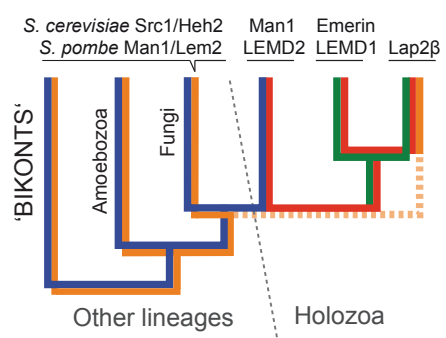 S. cerevisiae Src1/Heh2 Man1 Emerin
S. pombe Man1/Lem2 LEMD2 LEMD1 Lap2β
'BIKONTS'
Amoebozoa
Fungi
Other lineages Holozoa